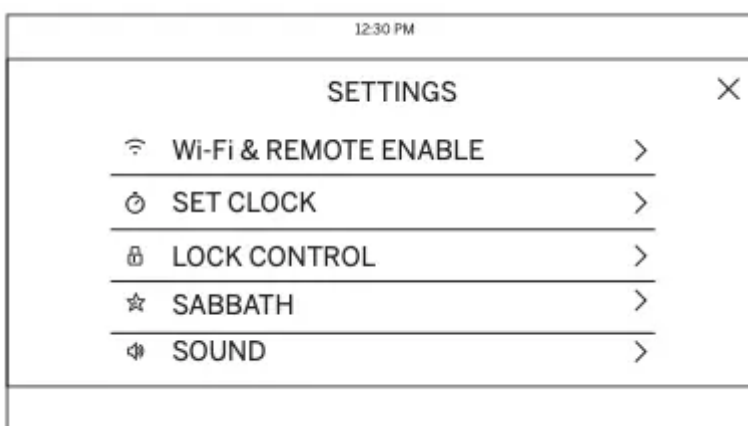 12:30 PM
SETTINGS
Wi-Fi & REMOTE ENABLE
SET CLOCK
LOCK CONTROL
SABBATH
SOUND